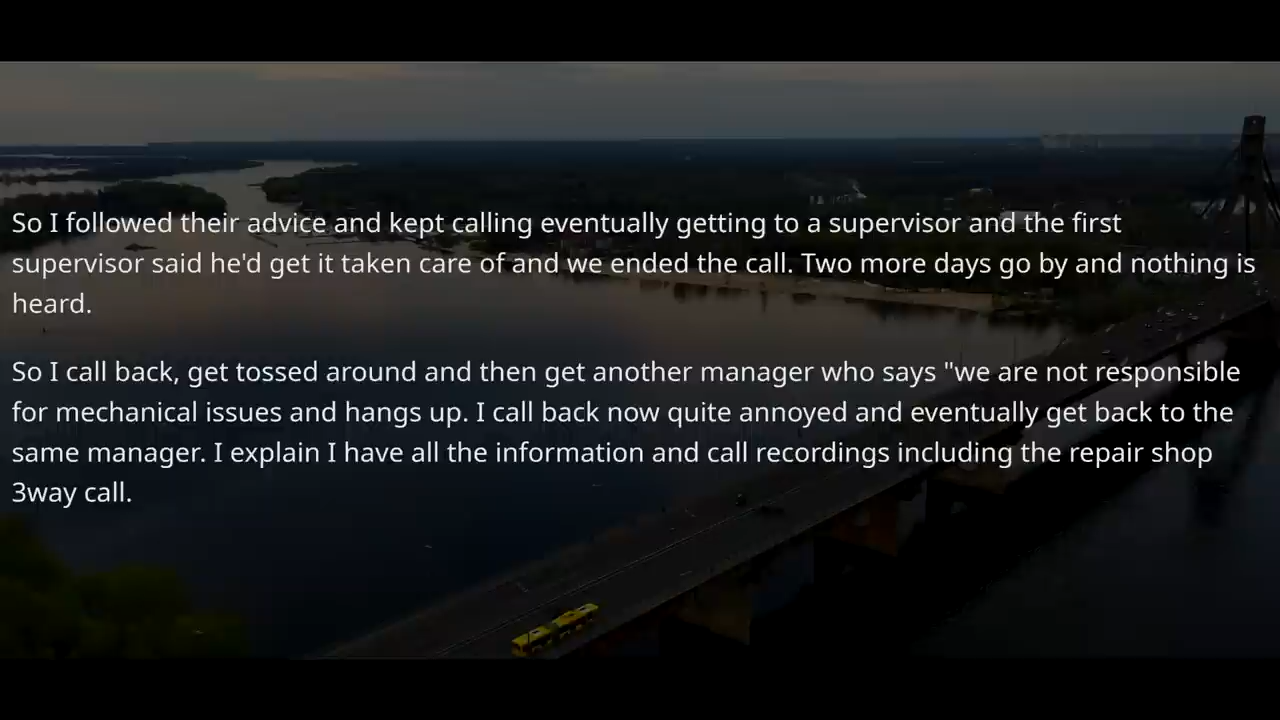 So I followed their advice and kept calling eventually getting to a supervisor and the first
supervisor said he'd get it taken care of and we ended the call. Two more days go by and nothing is
heard.
So I call back, get tossed around and then get another manager who says "we are not responsible
for mechanical issues and hangs up. I call back now quite annoyed and eventually get back to the
same manager. I explain I have all the information and call recordings including the repair shop
3way call.